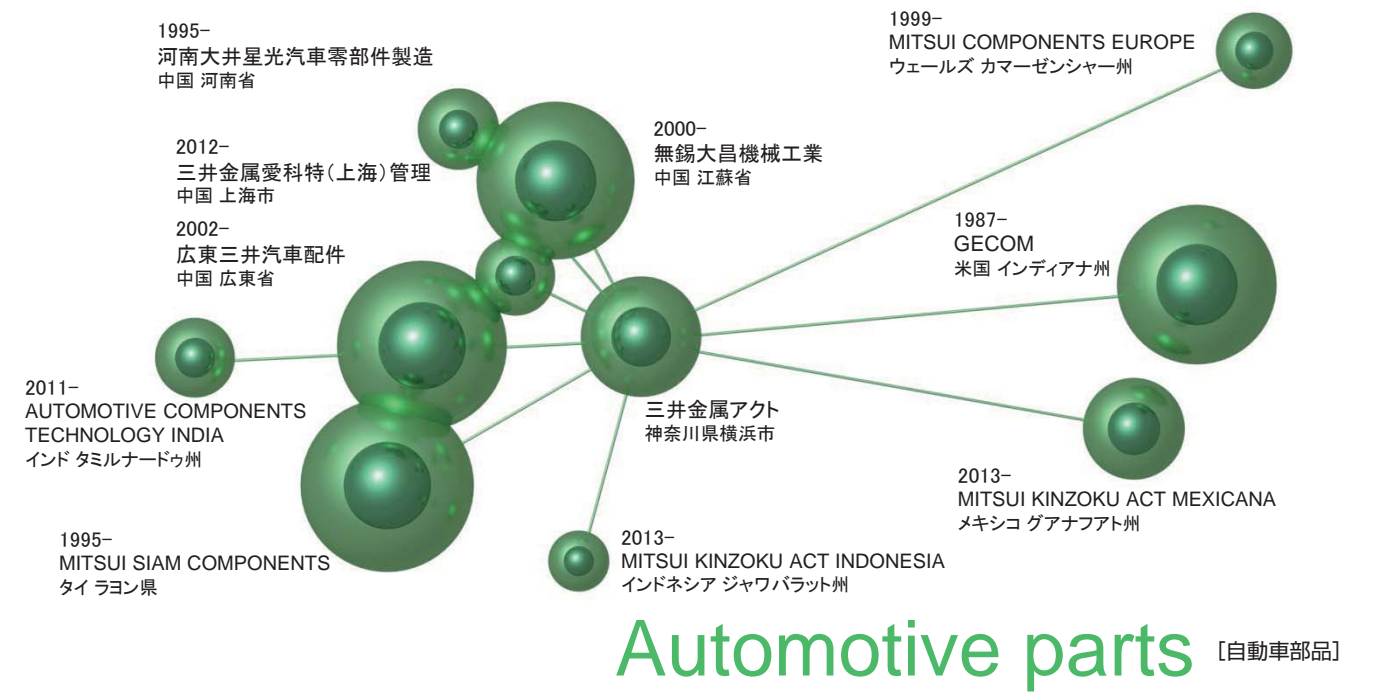 1995-
河南大井星光汽車零部件製造
中国 河南省
2012-
三井金属愛科特(上海)管理
中国 上海市
2002-
広東三井汽車配件
中国 広東省
2000-
無錫大昌機械工業
中国 江蘇省
1999-
MITSUI COMPONENTS EUROPE
ウェールズ カマーゼンシャー州
1987-
GECOM
米国 インディアナ州
2011-
AUTOMOTIVE COMPONENTS
TECHNOLOGY INDIA
インド タミルナードゥ州
三井金属アクト
神奈川県横浜市
2013-
MITSUI KINZOKU ACT MEXICANA
メキシコ グアナフアト州
1995-
MITSUI SIAM COMPONENTS
タイ ラヨン県
2013-
MITSUI KINZOKU ACT INDONESIA
インドネシア ジャワバラット州
Automotive parts [自動車部品]